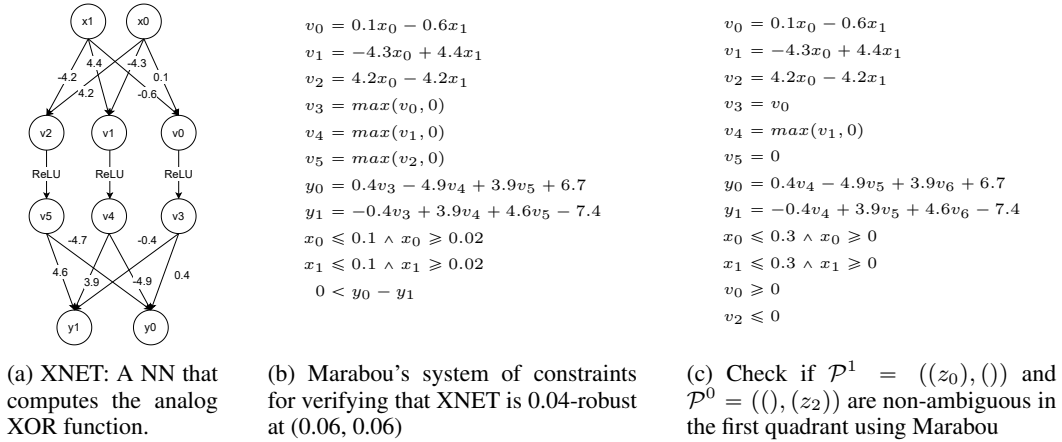 x1 x0
-4.2 4.4 -4.3 0.1
4.2 -0.6
v2 v1 v0
ReLU ReLU ReLU
v5 v4 v3
-4.7 -0.4
4.6 3.9 -4.9 0.4
y1 y0
(a) XNET: A NN that
computes the analog
XOR function.
v₀ = 0.1x₀ − 0.6x₁
v₁ = −4.3x₀ + 4.4x₁
v₂ = 4.2x₀ − 4.2x₁
v₃ = max(v₀, 0)
v₄ = max(v₁, 0)
v₅ = max(v₂, 0)
y₀ = 0.4v₃ − 4.9v₄ + 3.9v₅ + 6.7
y₁ = −0.4v₃ + 3.9v₄ + 4.6v₅ − 7.4
x₀ ⩽ 0.1 ∧ x₀ ⩾ 0.02
x₁ ⩽ 0.1 ∧ x₁ ⩾ 0.02
0 < y₀ − y₁
(b) Marabou's system of constraints
for verifying that XNET is 0.04-robust
at (0.06, 0.06)
v₀ = 0.1x₀ − 0.6x₁
v₁ = −4.3x₀ + 4.4x₁
v₂ = 4.2x₀ − 4.2x₁
v₃ = v₀
v₄ = max(v₁, 0)
v₅ = 0
y₀ = 0.4v₄ − 4.9v₅ + 3.9v₆ + 6.7
y₁ = −0.4v₄ + 3.9v₅ + 4.6v₆ − 7.4
x₀ ⩽ 0.3 ∧ x₀ ⩾ 0
x₁ ⩽ 0.3 ∧ x₁ ⩾ 0
v₀ ⩾ 0
v₂ ⩽ 0
(c) Check if 𝒫¹ = ((z₀), ()) and
𝒫⁰ = ((), (z₂)) are non-ambiguous in
the first quadrant using Marabou